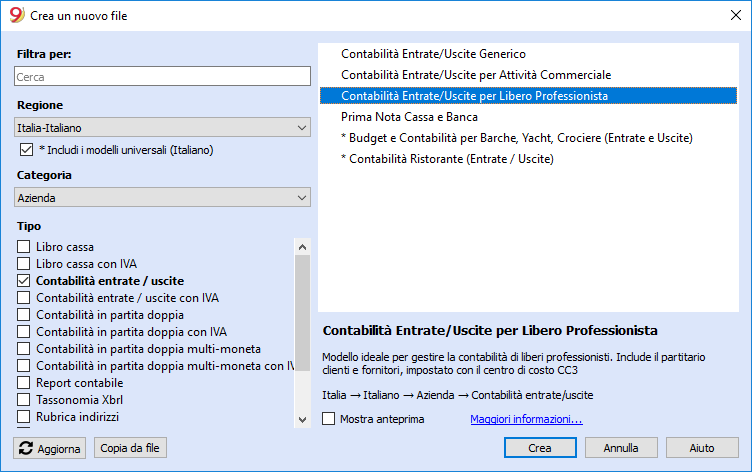 Crea un nuovo file
Filtra per:
Cerca
Regione
Italia-Italiano
* Includi i modelli universali (Italiano)
Categoria
Azienda
Tipo
Libro cassa
Libro cassa con IVA
Contabilità entrate / uscite
Contabilità entrate / uscite con IVA
Contabilità in partita doppia
Contabilità in partita doppia con IVA
Contabilità in partita doppia multi-moneta
Contabilità in partita doppia multi-moneta con IV
Report contabile
Tassonomia Xbrl
Rubrica indirizzi
Aggiorna
Copia da file
Contabilità Entrate/Uscite Generico
Contabilità Entrate/Uscite per Attività Commerciale
Contabilità Entrate/Uscite per Libero Professionista
Prima Nota Cassa e Banca
* Budget e Contabilità per Barche, Yacht, Crociere (Entrate e Uscite)
* Contabilità Ristorante (Entrate / Uscite)
Contabilità Entrate/Uscite per Libero Professionista
Modello ideale per gestire la contabilità di liberi professionisti. Include il partitario
clienti e fornitori, impostato con il centro di costo CC3
Italia → Italiano → Azienda → Contabilità entrate/uscite
Mostra anteprima
Maggiori informazioni...
Crea
Annulla
Aiuto